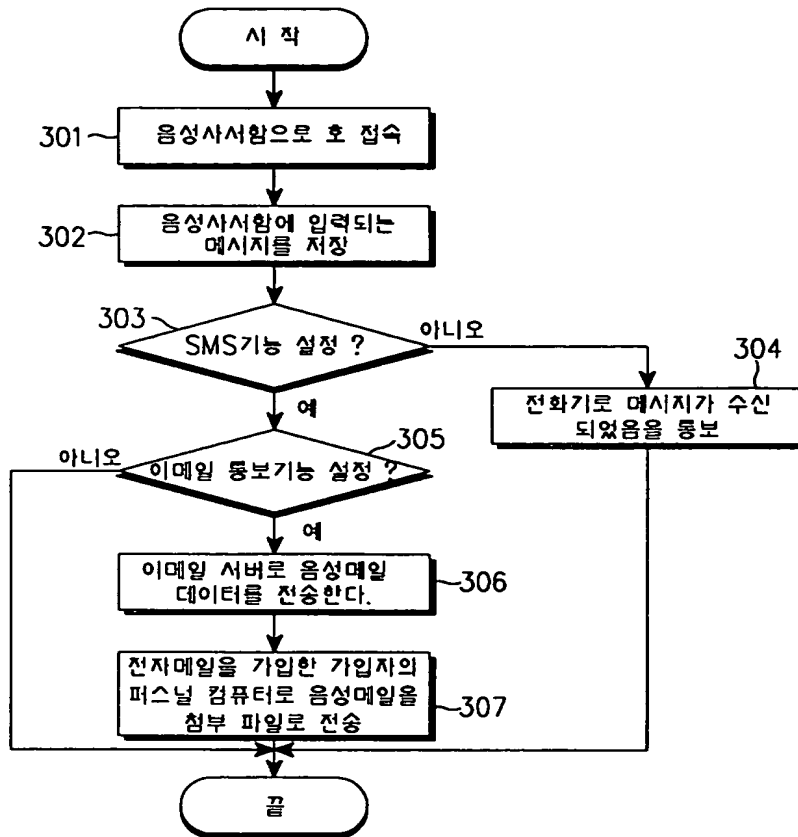 시 작
301
음성사서함으로 호 접속
302
음성사서함에 입력되는
메시지를 저장
303
SMS기능 설정 ?
아니오
304
전화기로 메시지가 수신
되었음을 통보
예
305
아니오
이메일 통보기능 설정 ?
예
이메일 서버로 음성메일
데이터를 전송한다.
306
전자메일을 가입한 가입자의
퍼스널 컴퓨터로 음성메일을
첨부 파일로 전송
307
끝